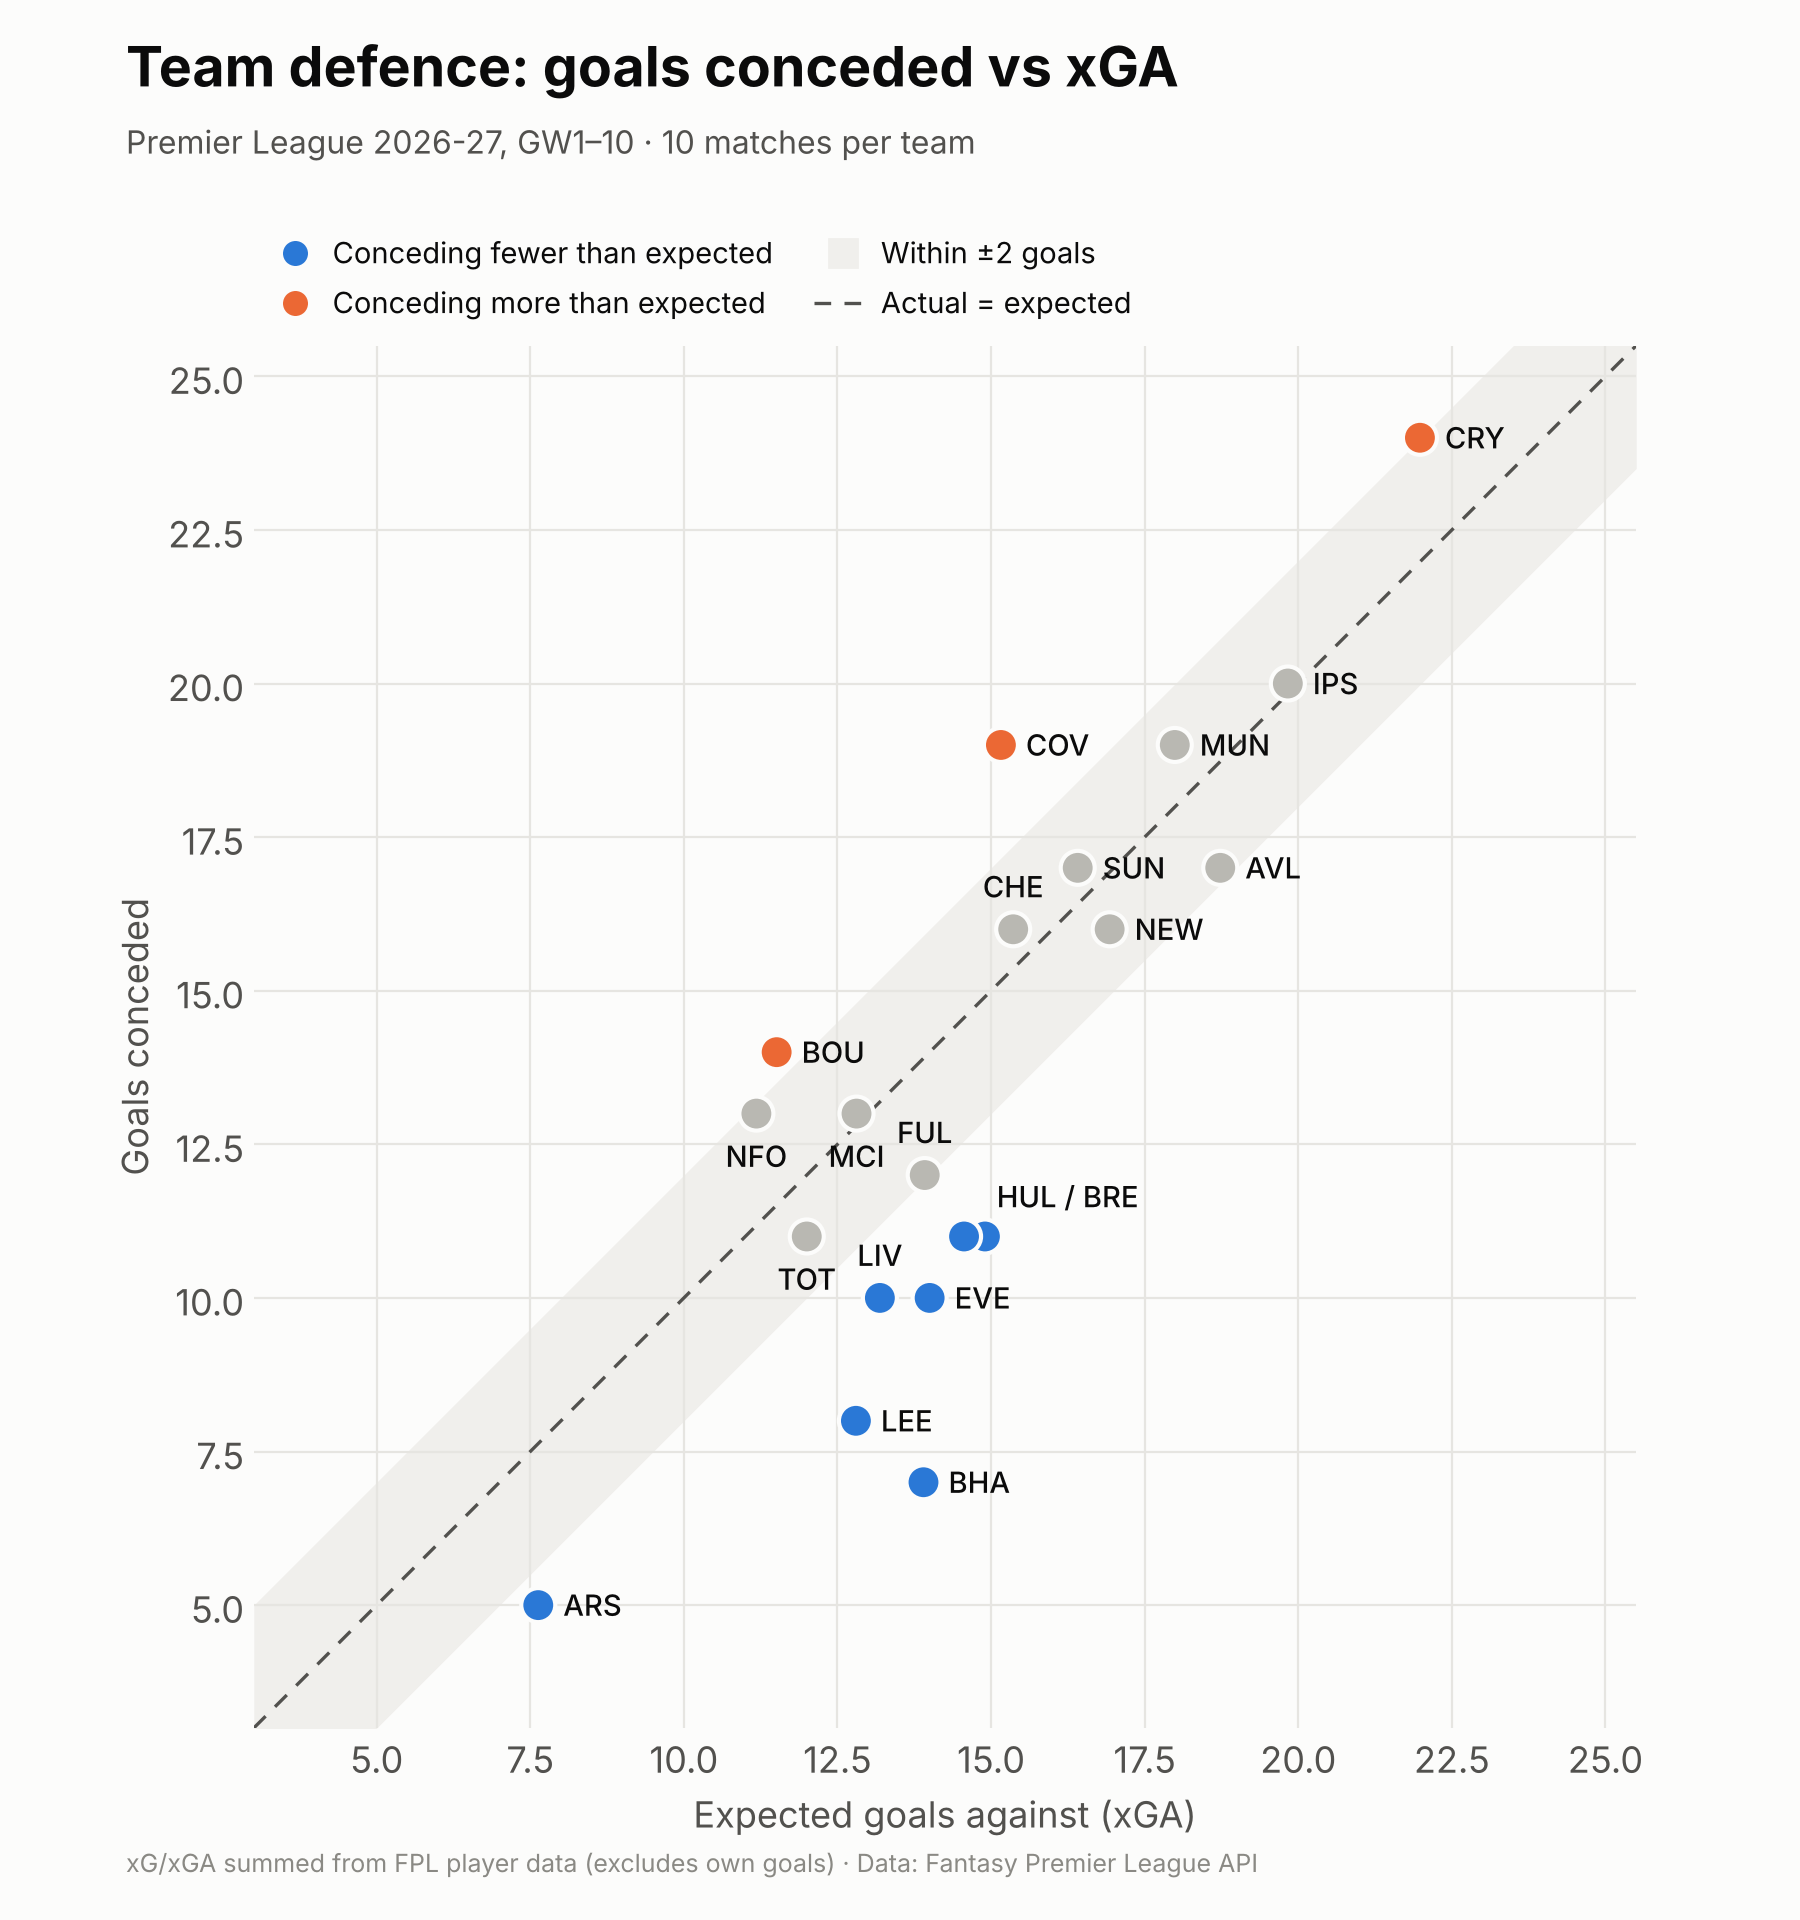 Team defence: goals conceded vs xGA
Premier League 2026-27, GW1–10 · 10 matches per team
Conceding fewer than expected
Within ±2 goals
Conceding more than expected
Actual = expected
25.0
CRY
22.5
20.0
IPS
COV
MUN
17.5
SUN
AVL
CHE
NEW
15.0
BOU
Goals conceded
12.5
NFO
MCI
FUL
HUL / BRE
LIV
TOT
10.0
EVE
LEE
7.5
BHA
5.0
ARS
5.0
7.5
10.0
12.5
15.0
17.5
20.0
22.5
25.0
Expected goals against (xGA)
xG/xGA summed from FPL player data (excludes own goals) · Data: Fantasy Premier League API